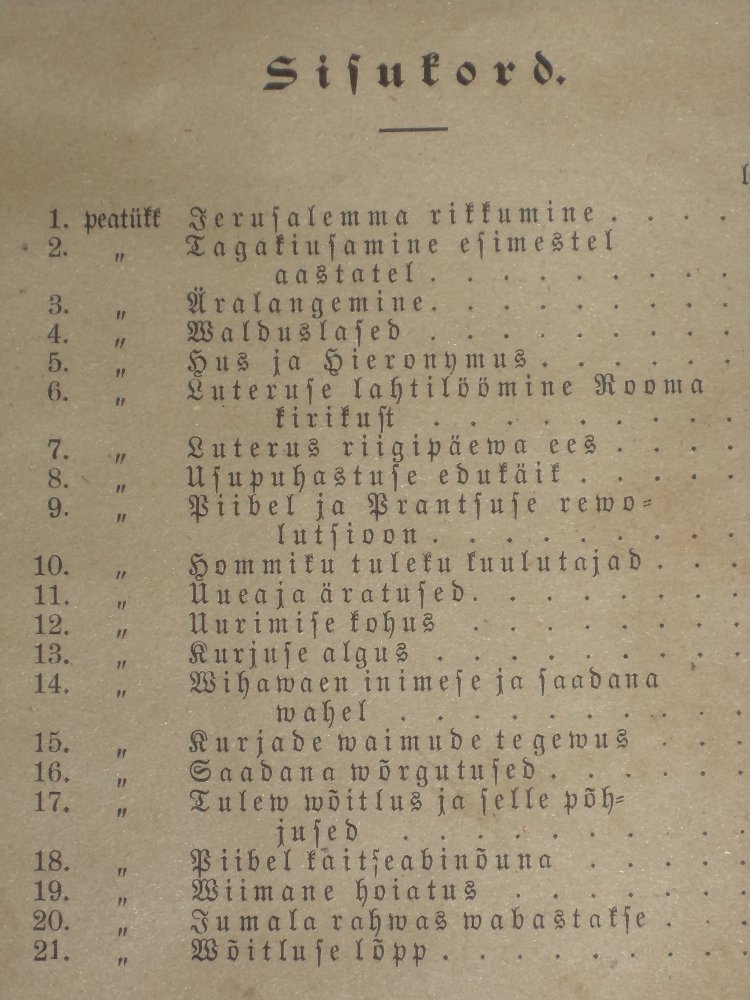 Sisukord.
1. peatükk Jerusalemma rikkumine . . . .
2. „ Tagakiusamine esimestel
aastatel . . . . . . . . .
3. „ Äralangemine. . . . . . . . .
4. „ Walduslased . . . . . . . . .
5. „ Hus ja Hieronymus . . . . . .
6. „ Luteruse lahtilöömine Rooma
kirikust . . . . . . . . .
7. „ Luterus riigipäewa ees . . . .
8. „ Usupuhastuse edukäik . . . . .
9. „ Piibel ja Prantsuse rewo-
lutsioon . . . . . . . . .
10. „ Hommiku tuleku kuulutajad . . .
11. „ Uueaja äratused. . . . . . . .
12. „ Uurimise kohus . . . . . . . .
13. „ Kurjuse algus . . . . . . . .
14. „ Wihawaen inimese ja saadana
wahel . . . . . . . . . .
15. „ Kurjade waimude tegewus . . .
16. „ Saadana wõrgutused . . . . . .
17. „ Tulew wõitlus ja selle põh-
jused . . . . . . . . . .
18. „ Piibel kaitseabinõuna . . . . .
19. „ Wiimane hoiatus . . . . . . .
20. „ Jumala rahwas wabastakse . . .
21. „ Wõitluse lõpp . . . . . . . .